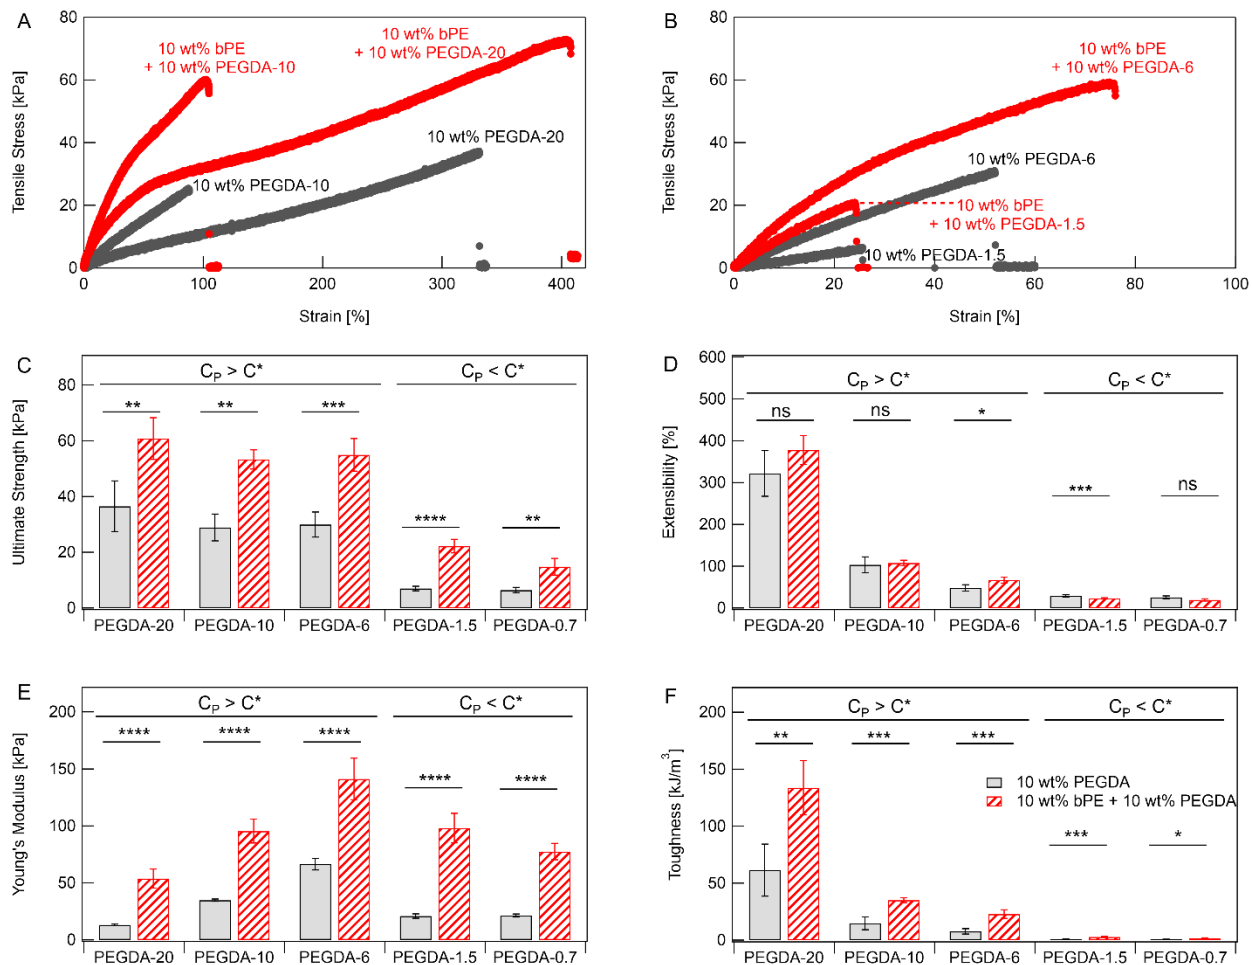 A
80
60
40
20
0
Tensile Stress [kPa]
10 wt% bPE
+ 10 wt% PEGDA-10
10 wt% bPE
+ 10 wt% PEGDA-20
10 wt% PEGDA-20
10 wt% PEGDA-10
0
100
200
300
400
Strain [%]
B
80
60
40
20
0
Tensile Stress [kPa]
10 wt% bPE
+ 10 wt% PEGDA-6
10 wt% PEGDA-6
10 wt% bPE
+ 10 wt% PEGDA-1.5
10 wt% PEGDA-1.5
0
20
40
60
80
100
Strain [%]
C
80
60
40
20
0
Ultimate Strength [kPa]
C_P > C*
C_P < C*
**
**
***
****
**
PEGDA-20
PEGDA-10
PEGDA-6
PEGDA-1.5
PEGDA-0.7
D
600
500
400
300
200
100
0
Extensibility [%]
C_P > C*
C_P < C*
ns
ns
*
***
ns
PEGDA-20
PEGDA-10
PEGDA-6
PEGDA-1.5
PEGDA-0.7
E
200
150
100
50
0
Young's Modulus [kPa]
C_P > C*
C_P < C*
****
****
****
****
****
PEGDA-20
PEGDA-10
PEGDA-6
PEGDA-1.5
PEGDA-0.7
F
200
150
100
50
0
Toughness [kJ/m³]
C_P > C*
C_P < C*
**
***
***
***
*
10 wt% PEGDA
10 wt% bPE + 10 wt% PEGDA
PEGDA-20
PEGDA-10
PEGDA-6
PEGDA-1.5
PEGDA-0.7